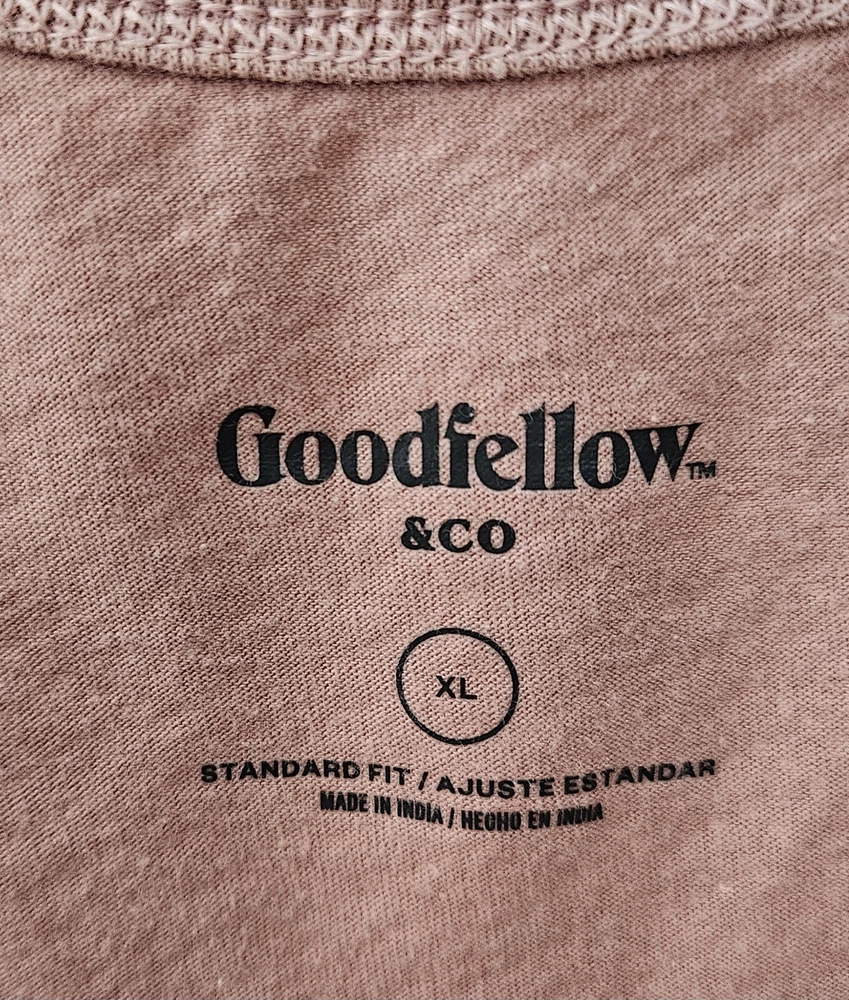 Goodfellow™
&CO
XL
STANDARD FIT / AJUSTE ESTANDAR
MADE IN INDIA / HECHO EN INDIA